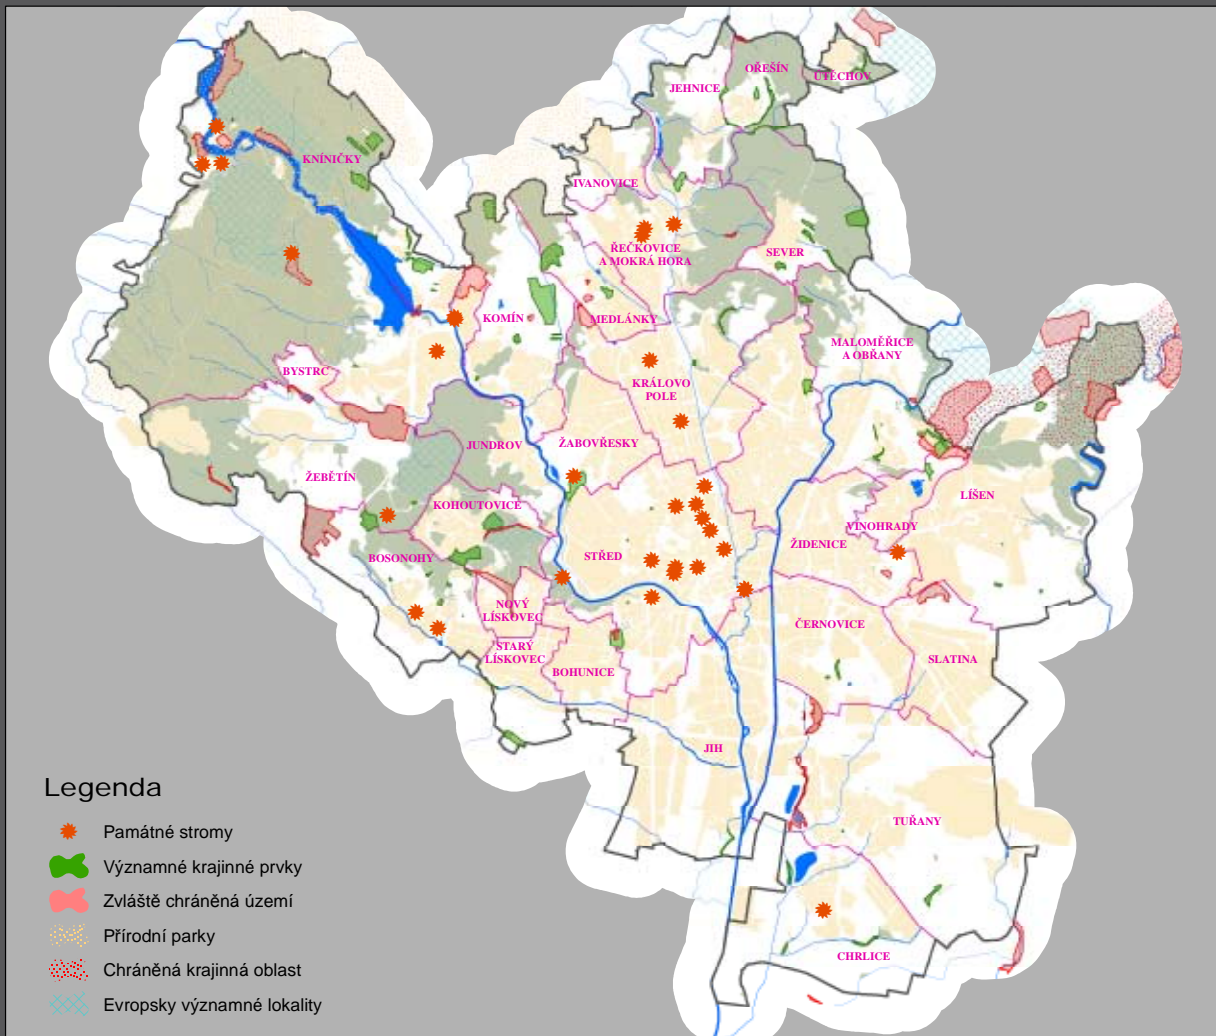 OŘEŠÍN
ÚTĚCHOV
JEHNICE
KNÍNIČKY
IVANOVICE
ŘEČKOVICE
A MOKRÁ HORA
SEVER
KOMÍN
MEDLÁNKY
MALOMĚŘICE
A OBŘANY
BYSTRC
KRÁLOVO
POLE
JUNDROV
ŽABOVŘESKY
ŽEBĚTÍN
LÍŠEN
KOHOUTOVICE
VINOHRADY
ŽIDENICE
BOSONOHY
STŘED
NOVÝ
LÍSKOVEC
ČERNOVICE
STARÝ
LÍSKOVEC
SLATINA
BOHUNICE
JIH
TUŘANY
CHRLICE
Legenda
Památné stromy
Významné krajinné prvky
Zvláště chráněná území
Přírodní parky
Chráněná krajinná oblast
Evropsky významné lokality